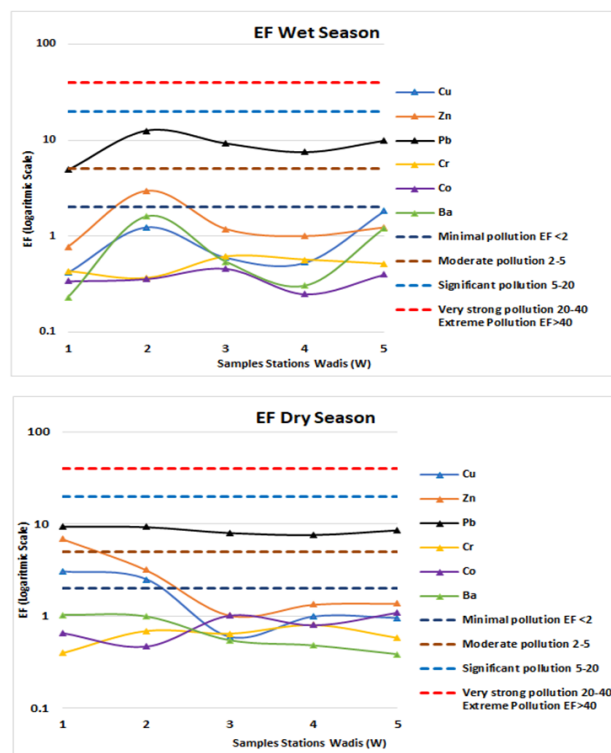 EF Wet Season
100
10
1
0.1
EF (Logaritmic Scale)
1 2 3 4 5
Samples Stations Wadis (W)
Cu
Zn
Pb
Cr
Co
Ba
Minimal pollution EF <2
Moderate pollution 2-5
Significant pollution 5-20
Very strong pollution 20-40
Extreme Pollution EF>40
EF Dry Season
100
10
1
0.1
EF (Logaritmic Scale)
1 2 3 4 5
Samples Stations Wadis (W)
Cu
Zn
Pb
Cr
Co
Ba
Minimal pollution EF <2
Moderate pollution 2-5
Significant pollution 5-20
Very strong pollution 20-40
Extreme Pollution EF>40